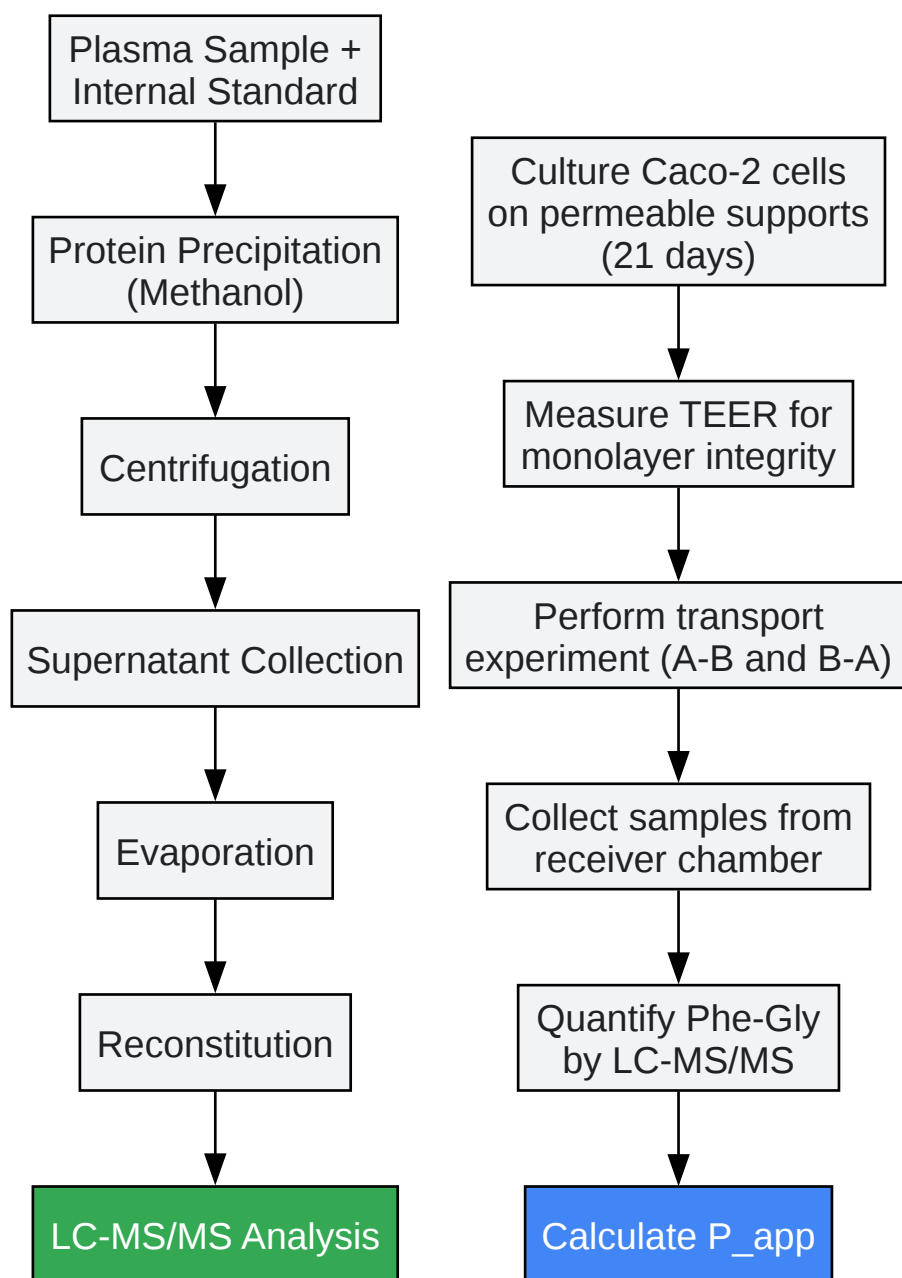 Plasma Sample +
Internal Standard
Protein Precipitation
(Methanol)
Centrifugation
Supernatant Collection
Evaporation
Reconstitution
LC-MS/MS Analysis
Culture Caco-2 cells
on permeable supports
(21 days)
Measure TEER for
monolayer integrity
Perform transport
experiment (A-B and B-A)
Collect samples from
receiver chamber
Quantify Phe-Gly
by LC-MS/MS
Calculate P_app